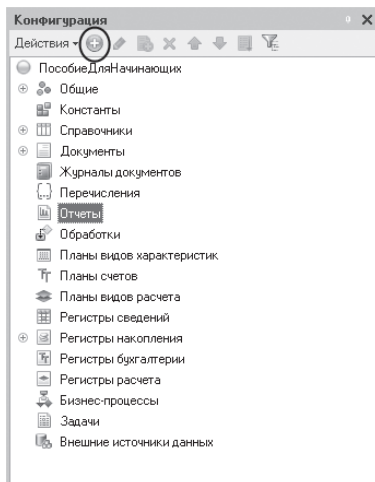 Конфигурация
Действия
ПособиеДляНачинающих
Общие
Константы
Справочники
Документы
Журналы документов
Перечисления
Отчеты
Обработки
Планы видов характеристик
Планы счетов
Планы видов расчета
Регистры сведений
Регистры накопления
Регистры бухгалтерии
Регистры расчета
Бизнес-процессы
Задачи
Внешние источники данных